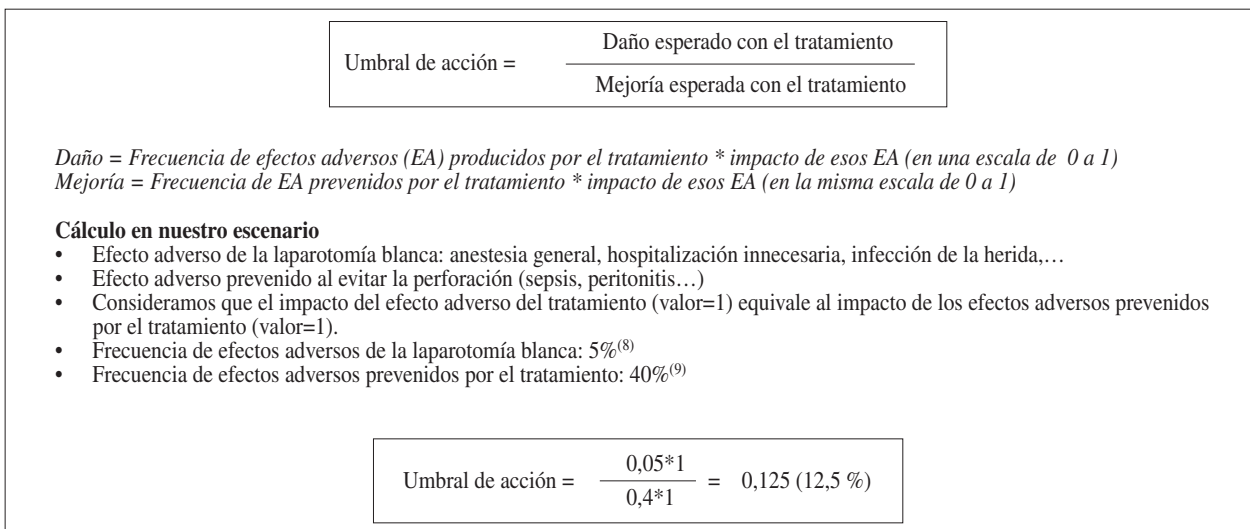 Umbral de acción = Daño esperado con el tratamiento
Mejoría esperada con el tratamiento
Daño = Frecuencia de efectos adversos (EA) producidos por el tratamiento * impacto de esos EA (en una escala de 0 a 1)
Mejoría = Frecuencia de EA prevenidos por el tratamiento * impacto de esos EA (en la misma escala de 0 a 1)
Cálculo en nuestro escenario
• Efecto adverso de la laparotomía blanca: anestesia general, hospitalización innecesaria, infección de la herida,…
• Efecto adverso prevenido al evitar la perforación (sepsis, peritonitis…)
• Consideramos que el impacto del efecto adverso del tratamiento (valor=1) equivale al impacto de los efectos adversos prevenidos
por el tratamiento (valor=1).
• Frecuencia de efectos adversos de la laparotomía blanca: 5%(8)
• Frecuencia de efectos adversos prevenidos por el tratamiento: 40%(9)
Umbral de acción = 0,05*1 = 0,125 (12,5 %)
0,4*1